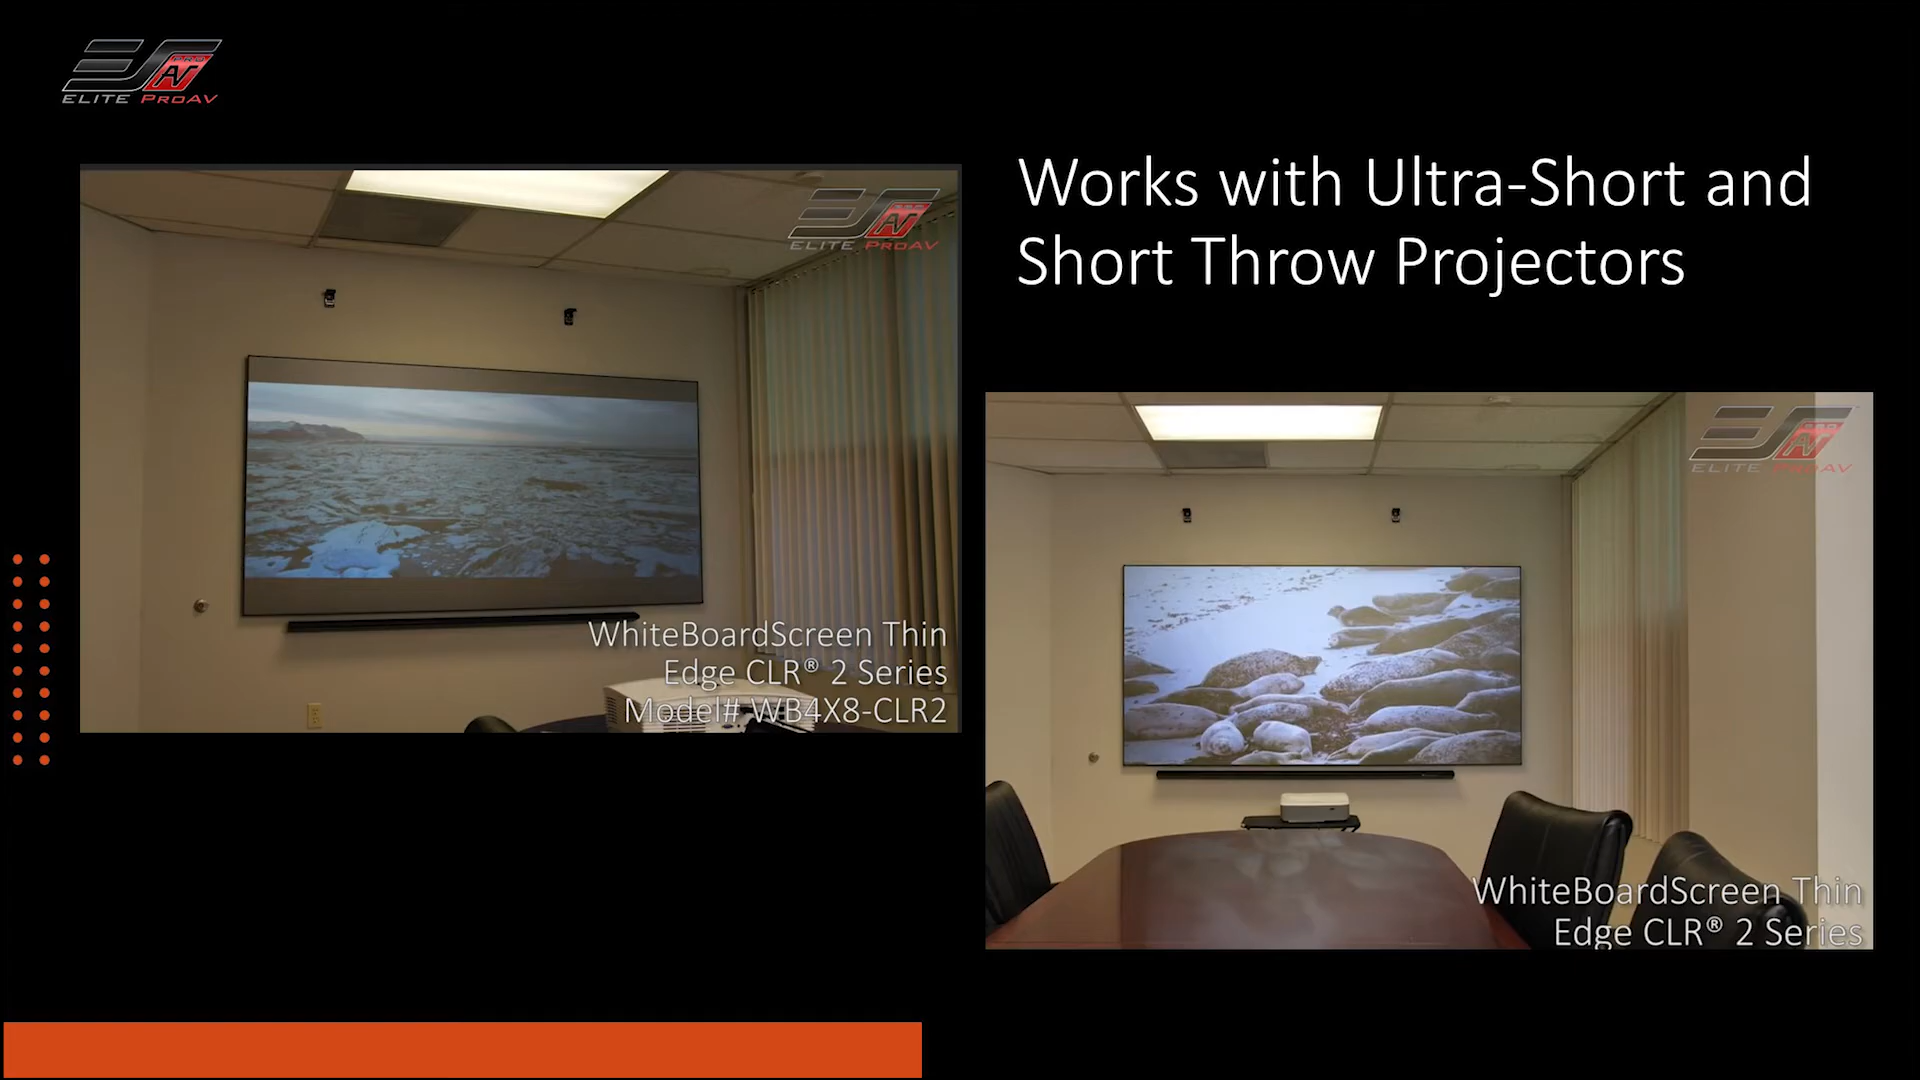 ELITE PROAV
Works with Ultra-Short and
Short Throw Projectors
ELITE PROAV
WhiteBoardScreen Thin
Edge CLR® 2 Series
Model# WB4X8-CLR2
ELITE PROAV
WhiteBoardScreen Thin
Edge CLR® 2 Series